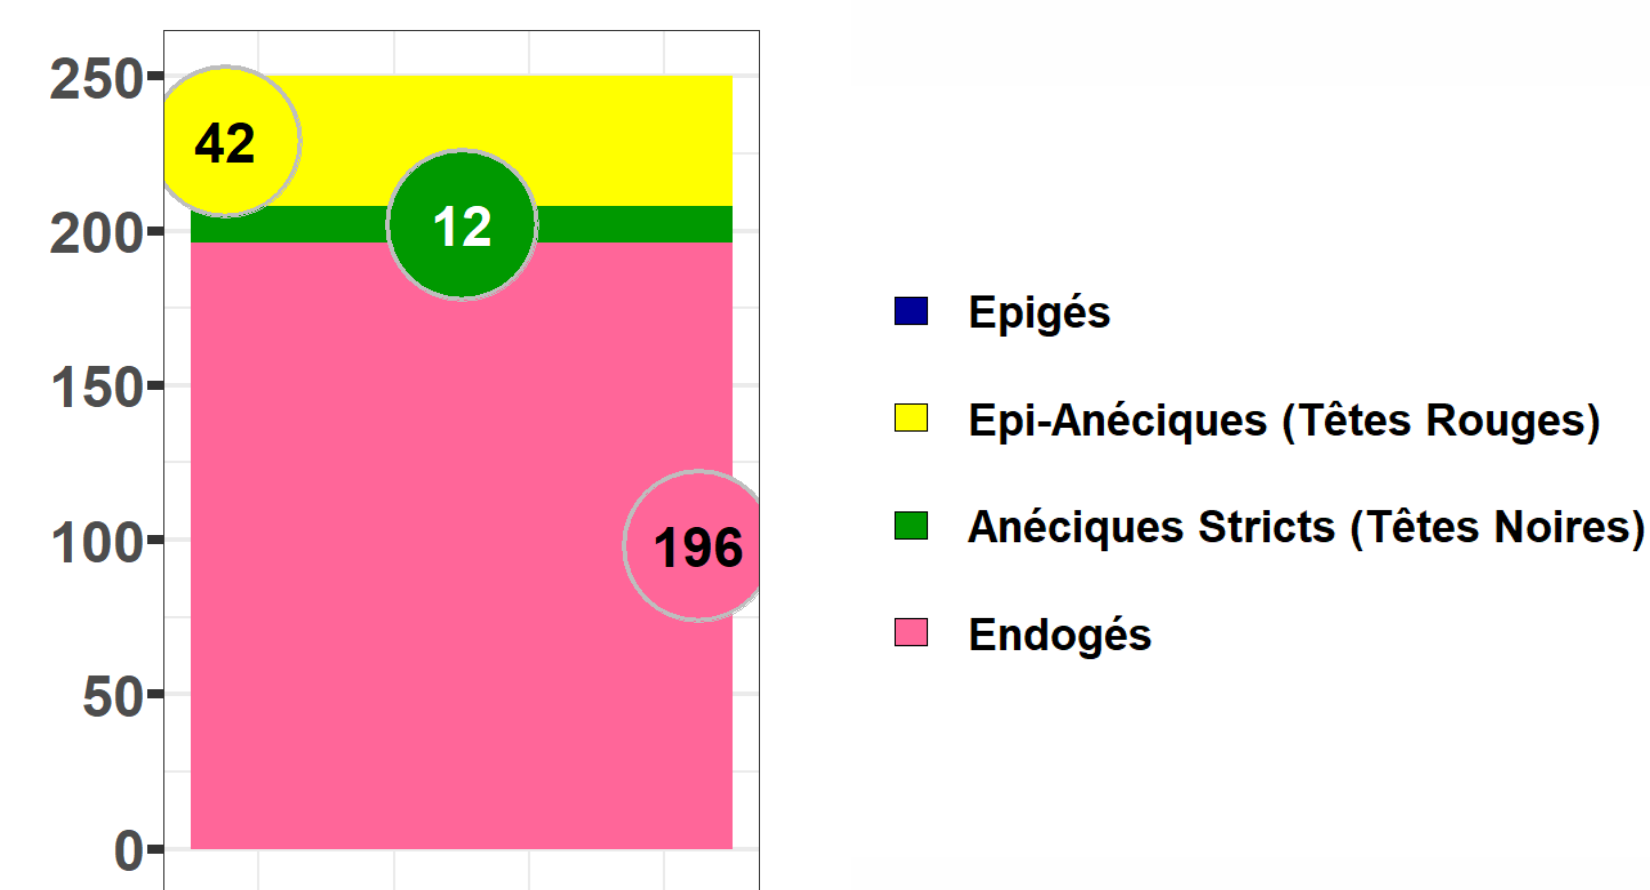 250
200
150
100
50
0
42
12
196
Epigés
Epi-Anéciques (Têtes Rouges)
Anéciques Stricts (Têtes Noires)
Endogés